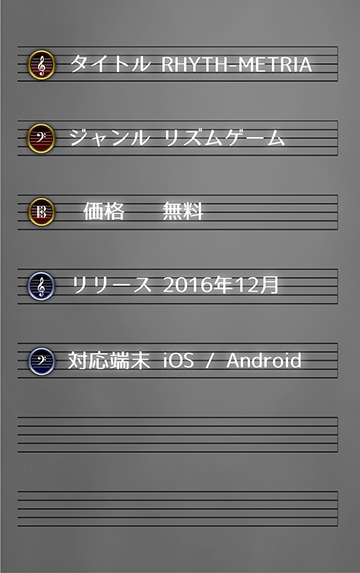 タイトル RHYTH-METRIA
ジャンル リズムゲーム
価格 無料
リリース 2016年12月
対応端末 iOS / Android